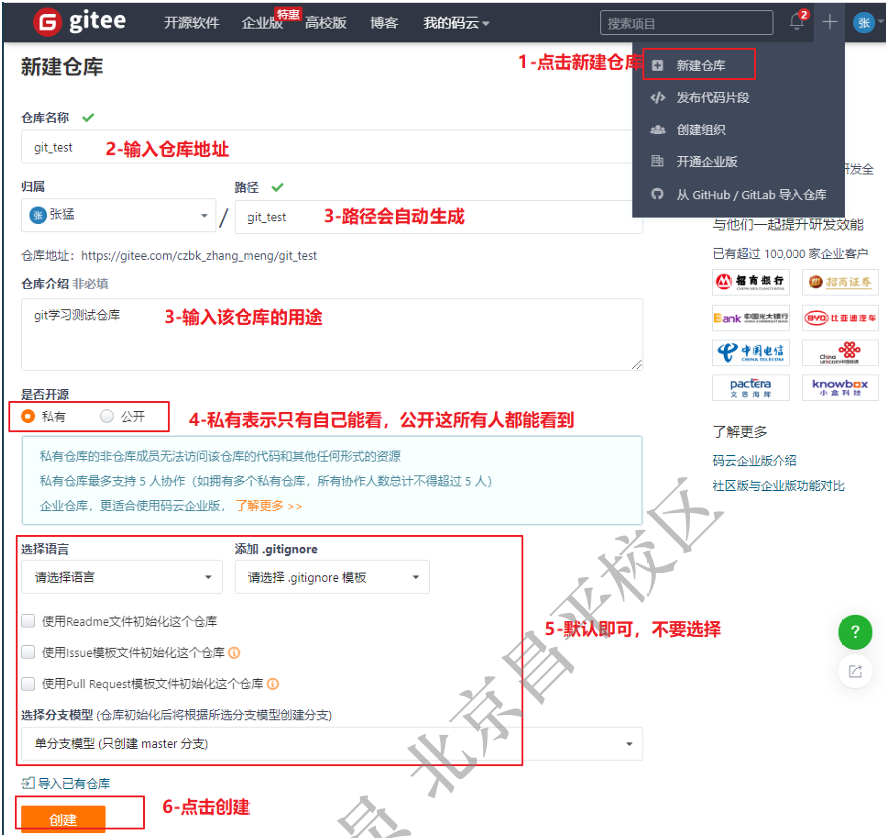 gitee
开源软件
企业版
特惠
高校版
博客
我的码云
搜索项目
2
张
新建仓库
1-点击新建仓库
新建仓库
发布代码片段
创建组织
开通企业版
从 GitHub / GitLab 导入仓库
仓库名称
git_test
2-输入仓库地址
归属
路径
张 张猛
/
git_test
3-路径会自动生成
研发全
与他们一起提升研发效能
仓库地址：https://gitee.com/czbk_zhang_meng/git_test
已有超过 100,000 家企业客户
仓库介绍 非必填
git学习测试仓库
3-输入该仓库的用途
招商银行
招商证券
Bank 中国光大银行
BYD 比亚迪汽车
中国电信
CHINA TELECOM
China unicom中国联通
pactera
文思海辉
knowbox
小盒科技
是否开源
私有
公开
4-私有表示只有自己能看，公开这所有人都能看到
了解更多
码云企业版介绍
社区版与企业版功能对比
私有仓库的非仓库成员无法访问该仓库的代码和其他任何形式的资源
私有仓库最多支持 5 人协作（如拥有多个私有仓库，所有协作人数总计不得超过 5 人）
企业仓库，更适合使用码云企业版， 了解更多 >>
选择语言
添加 .gitignore
请选择语言
请选择 .gitignore 模板
使用Readme文件初始化这个仓库
使用Issue模板文件初始化这个仓库
使用Pull Request模板文件初始化这个仓库
5-默认即可，不要选择
?
选择分支模型 (仓库初始化后将根据所选分支模型创建分支)
单分支模型 (只创建 master 分支)
导入已有仓库
创建
6-点击创建
员 北京昌平校区